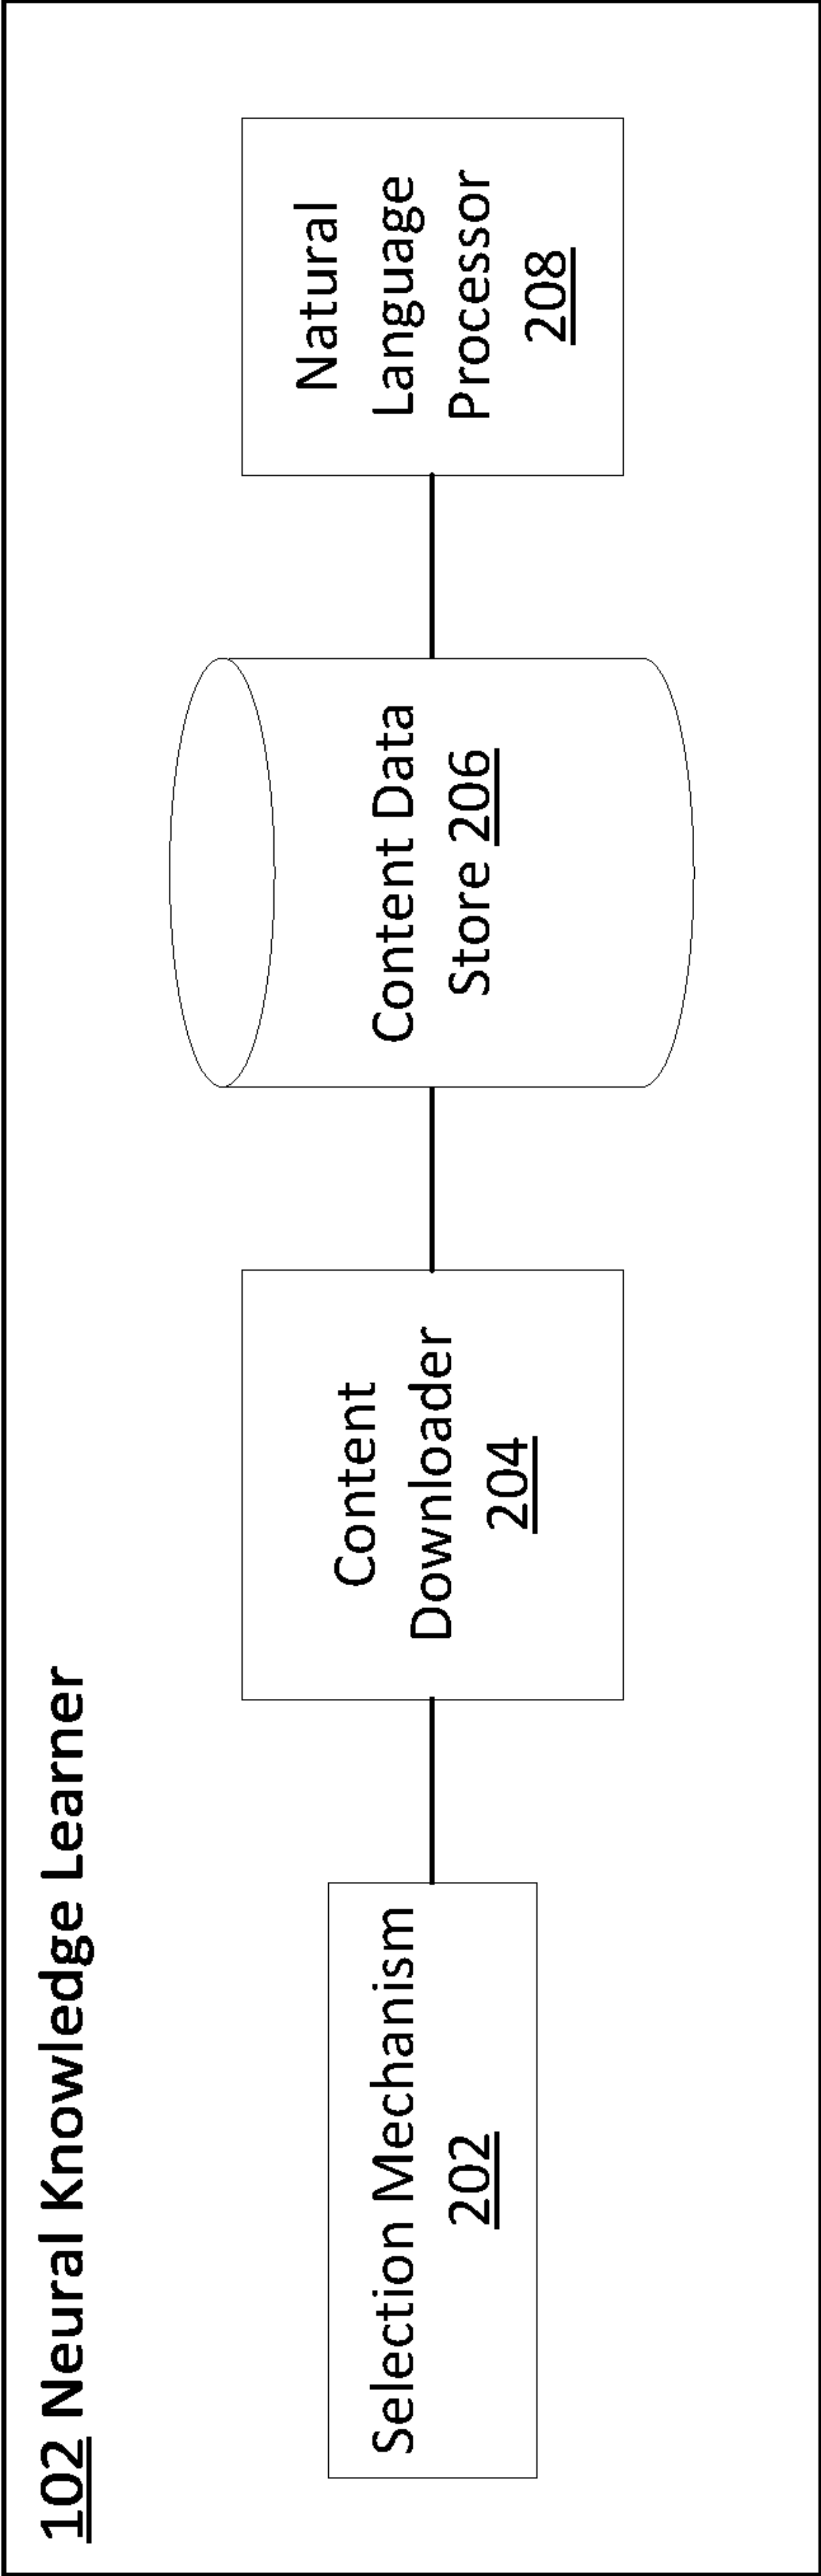 102 Neural Knowledge Learner
Selection Mechanism
202
Content
Downloader
204
Content Data
Store 206
Natural
Language
Processor
208